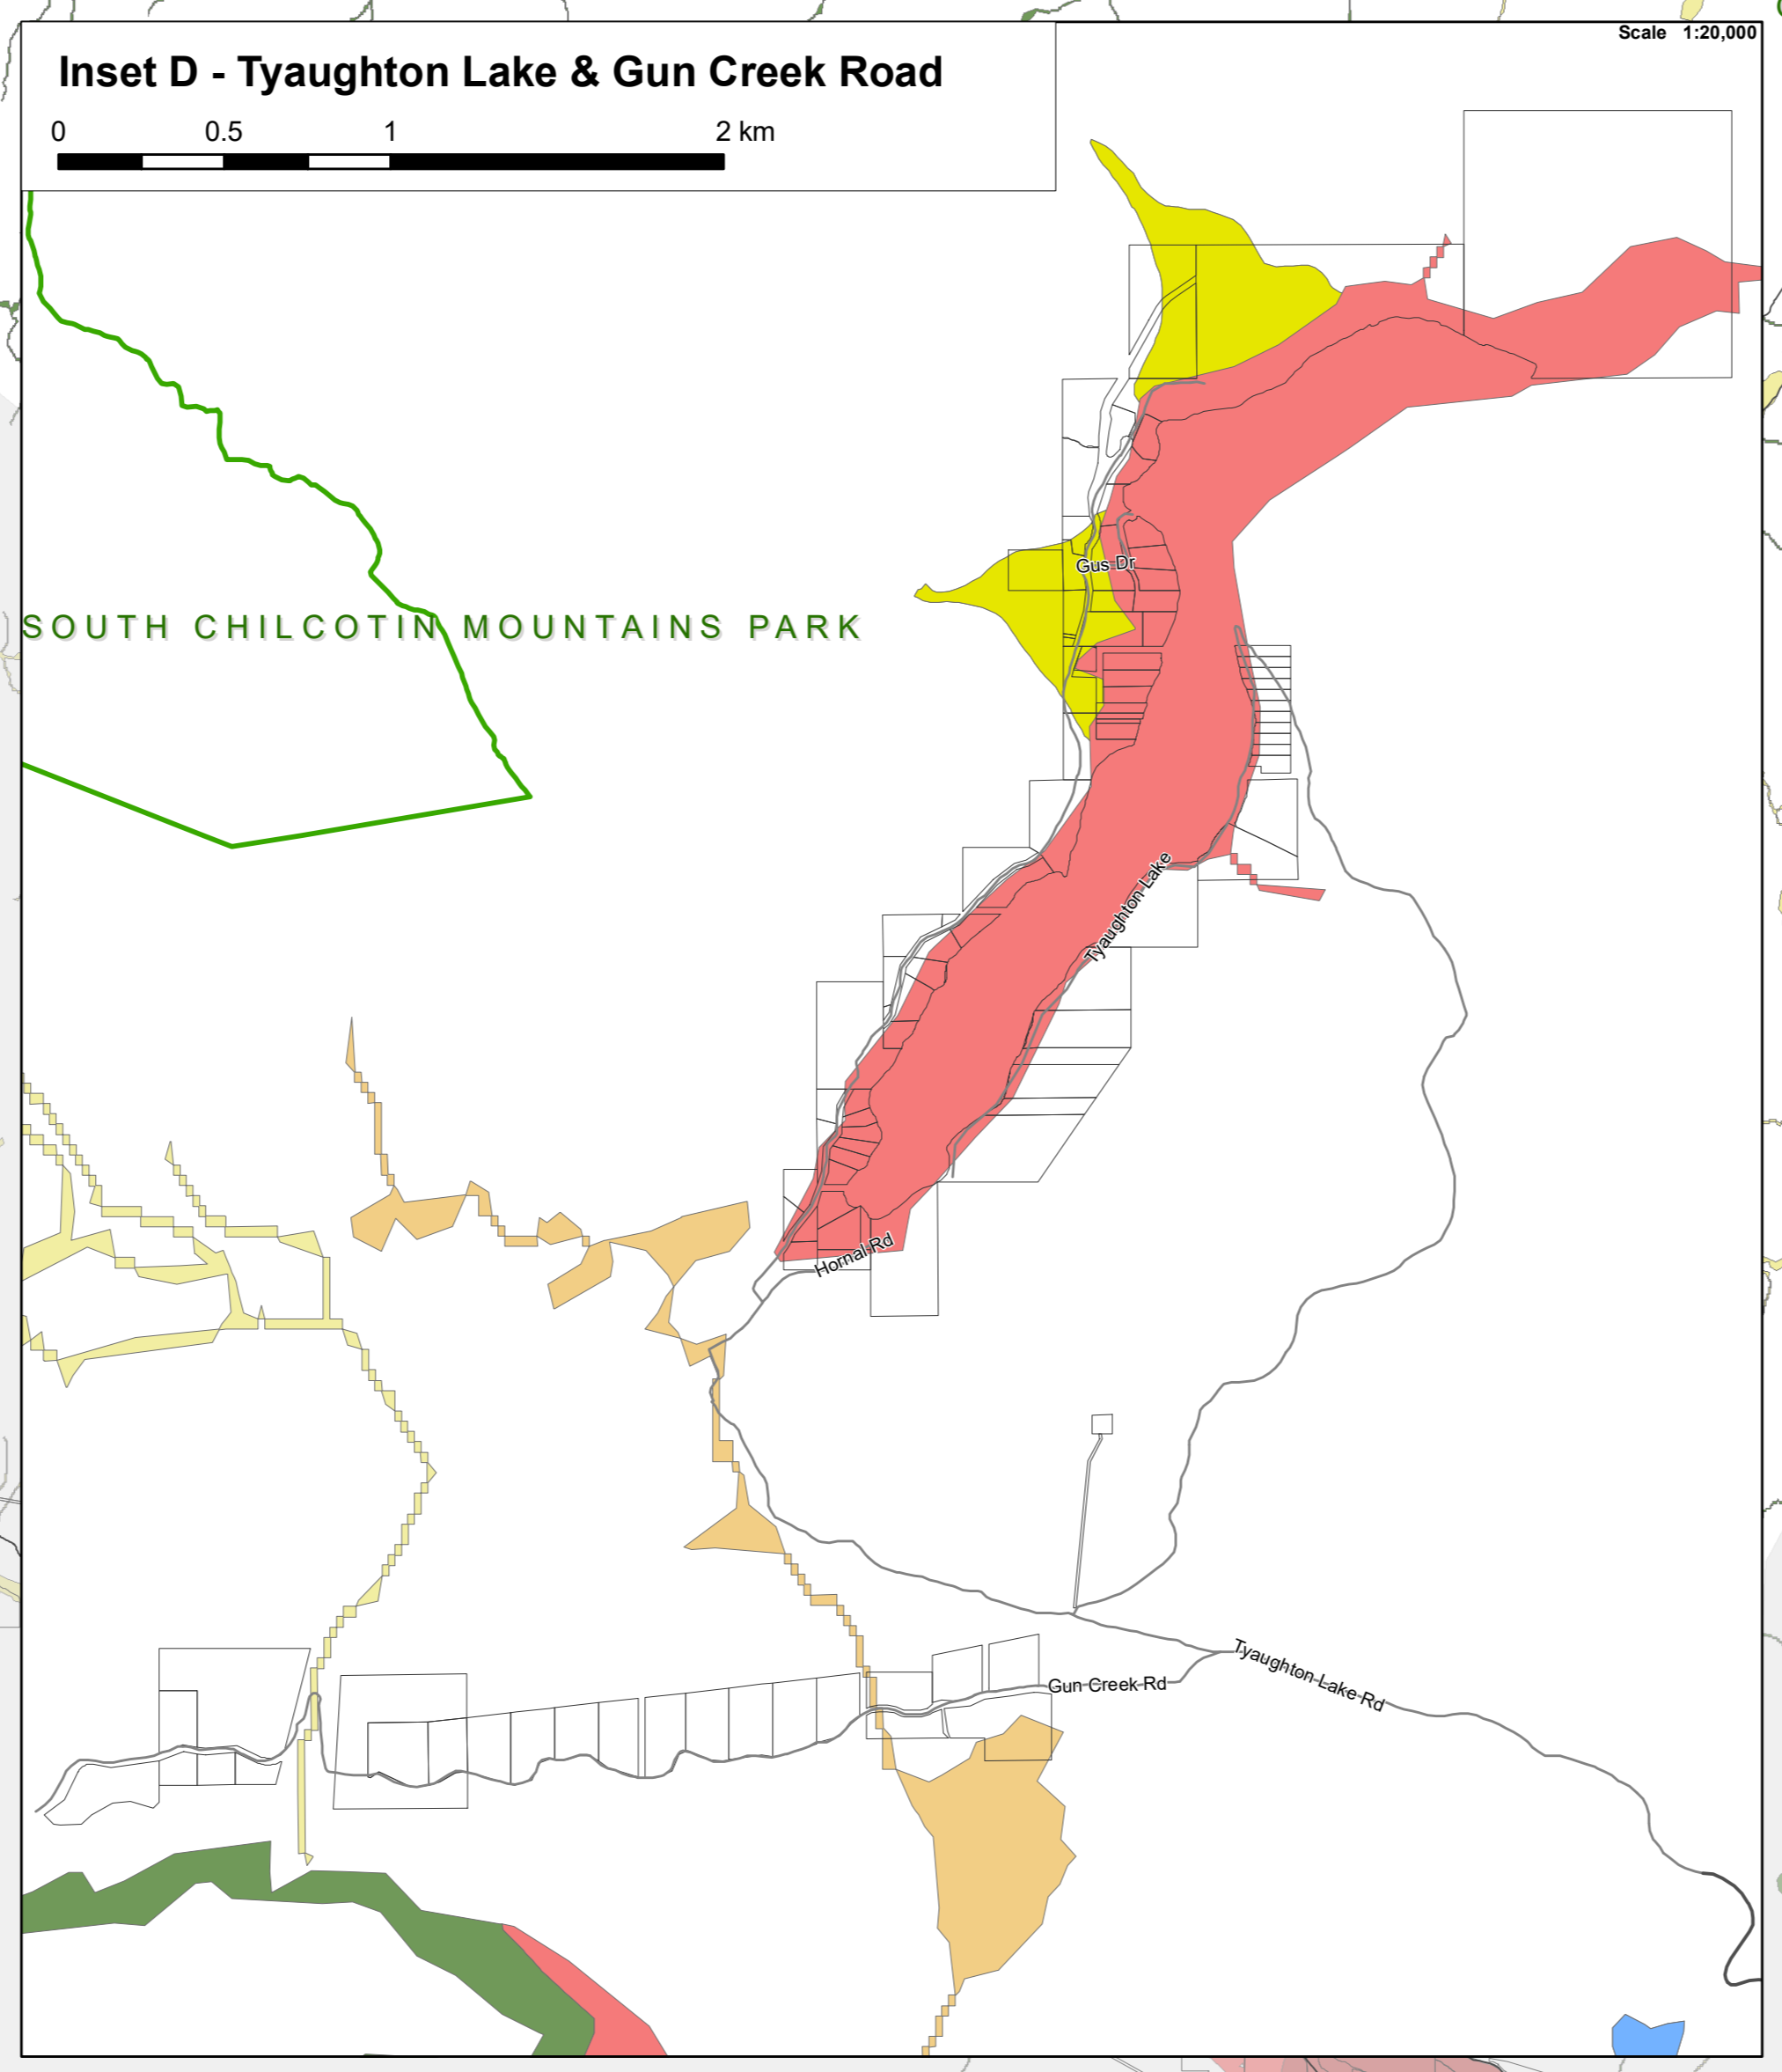 Scale 1:20,000
Inset D - Tyaughton Lake & Gun Creek Road
0 0.5 1 2 km
Gus Dr
SOUTH CHILCOTIN MOUNTAINS PARK
Tyaughton Lake
Hornal Rd
Tyaughton Lake Rd
Gun Creek Rd